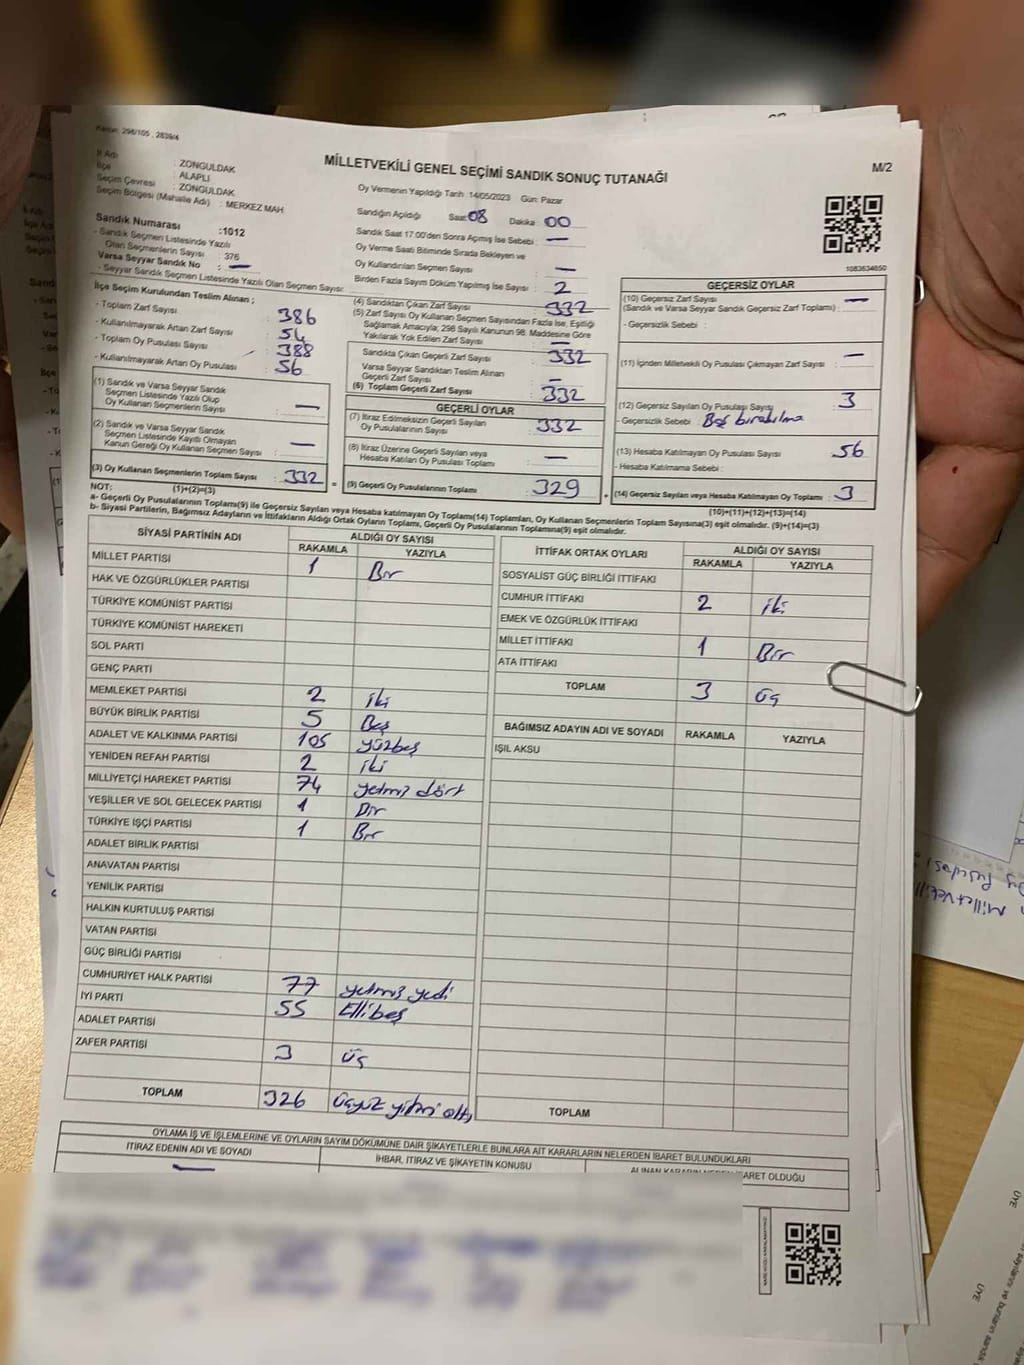 Kanun: 298/105 , 2839/4
MİLLETVEKİLİ GENEL SEÇİMİ SANDIK SONUÇ TUTANAĞI
M/2
İl Adı : ZONGULDAK
İlçe : ALAPLI
Seçim Çevresi : ZONGULDAK
Seçim Bölgesi (Mahalle Adı) : MERKEZ MAH
Sandık Numarası :1012
- Sandık Seçmen Listesinde Yazılı
Olan Seçmenlerin Sayısı : 376
Varsa Seyyar Sandık No : —
- Seyyar Sandık Seçmen Listesinde Yazılı Olan Seçmen Sayısı:
Oy Vermenin Yapıldığı Tarih :14/05/2023 Gün: Pazar
Sandığın Açıldığı Saat: 08 Dakika: 00
Sandık Saat 17.00'den Sonra Açmış İse Sebebi : —
Oy Verme Saati Bitiminde Sırada Bekleyen ve
Oy Kullandırılan Seçmen Sayısı : —
Birden Fazla Sayım Döküm Yapılmış İse Sayısı : 2
1083634650
İlçe Seçim Kurulundan Teslim Alınan ;
- Toplam Zarf Sayısı : 386
- Kullanılmayarak Artan Zarf Sayısı : 54
- Toplam Oy Pusulası Sayısı : 388
- Kullanılmayarak Artan Oy Pusulası : 56
(1) Sandık ve Varsa Seyyar Sandık
Seçmen Listesinde Yazılı Olup
Oy Kullanan Seçmenlerin Sayısı : —
(2) Sandık ve Varsa Seyyar Sandık
Seçmen Listesinde Kayıtlı Olmayan
Kanun Gereği Oy Kullanan Seçmen Sayısı : —
(3) Oy Kullanan Seçmenlerin Toplam Sayısı : 332
(4) Sandıktan Çıkan Zarf Sayısı : 332
(5) Zarf Sayısı Oy Kullanan Seçmen Sayısından Fazla İse, Eşitliği
Sağlamak Amacıyla; 298 Sayılı Kanunun 98. Maddesine Göre
Yakılarak Yok Edilen Zarf Sayısı : —
Sandıkta Çıkan Geçerli Zarf Sayısı : 332
Varsa Seyyar Sandıktan Teslim Alınan
Geçerli Zarf Sayısı : —
(6) Toplam Geçerli Zarf Sayısı : 332
GEÇERLİ OYLAR
(7) İtiraz Edilmeksizin Geçerli Sayılan
Oy Pusulalarının Sayısı : 332
(8) İtiraz Üzerine Geçerli Sayılan veya
Hesaba Katılan Oy Pusulası Toplamı : —
(9) Geçerli Oy Pusulalarının Toplamı : 329
GEÇERSİZ OYLAR
(10) Geçersiz Zarf Sayısı
(Sandık ve Varsa Seyyar Sandık Geçersiz Zarf Toplamı) : —
- Geçersizlik Sebebi :
(11) İçinden Milletvekili Oy Pusulası Çıkmayan Zarf Sayısı : —
(12) Geçersiz Sayılan Oy Pusulası Sayısı : 3
- Geçersizlik Sebebi : Boş bırakılma
(13) Hesaba Katılmayan Oy Pusulası Sayısı : 56
- Hesaba Katılmama Sebebi :
(14) Geçersiz Sayılan veya Hesaba Katılmayan Oy Toplamı : 3
NOT: (1)+(2)=(3) (10)+(11)+(12)+(13)=(14)
a- Geçerli Oy Pusulalarının Toplamı(9) ile Geçersiz Sayılan veya Hesaba Katılmayan Oy Toplamı(14) Toplamları, Oy Kullanan Seçmenlerin Toplam Sayısına(3) eşit olmalıdır. (9)+(14)=(3)
b- Siyasi Partilerin, Bağımsız Adayların ve İttifakların Aldığı Ortak Oyların Toplamı, Geçerli Oy Pusulalarının Toplamına(9) eşit olmalıdır.
SİYASİ PARTİNİN ADI ALDIĞI OY SAYISI
RAKAMLA YAZIYLA
MİLLET PARTİSİ 1 Bir
HAK VE ÖZGÜRLÜKLER PARTİSİ
TÜRKİYE KOMÜNİST PARTİSİ
TÜRKİYE KOMÜNİST HAREKETİ
SOL PARTİ
GENÇ PARTİ
MEMLEKET PARTİSİ 2 iki
BÜYÜK BİRLİK PARTİSİ 5 Beş
ADALET VE KALKINMA PARTİSİ 105 yüzbeş
YENİDEN REFAH PARTİSİ 2 iki
MİLLİYETÇİ HAREKET PARTİSİ 74 yetmiş dört
YEŞİLLER VE SOL GELECEK PARTİSİ 1 Bir
TÜRKİYE İŞÇİ PARTİSİ 1 Bir
ADALET BİRLİK PARTİSİ
ANAVATAN PARTİSİ
YENİLİK PARTİSİ
HALKIN KURTULUŞ PARTİSİ
VATAN PARTİSİ
GÜÇ BİRLİĞİ PARTİSİ
CUMHURİYET HALK PARTİSİ 77 yetmiş yedi
İYİ PARTİ 55 Ellibeş
ADALET PARTİSİ
ZAFER PARTİSİ 3 üç
TOPLAM 326 üçyüz yirmi altı
İTTİFAK ORTAK OYLARI ALDIĞI OY SAYISI
RAKAMLA YAZIYLA
SOSYALİST GÜÇ BİRLİĞİ İTTİFAKI
CUMHUR İTTİFAKI 2 iki
EMEK VE ÖZGÜRLÜK İTTİFAKI
MİLLET İTTİFAKI 1 Bir
ATA İTTİFAKI
TOPLAM 3 üç
BAĞIMSIZ ADAYIN ADI VE SOYADI RAKAMLA YAZIYLA
IŞIL AKSU
TOPLAM
OYLAMA İŞ VE İŞLEMLERİNE VE OYLARIN SAYIM DÖKÜMÜNE DAİR ŞİKAYETLERLE BUNLARA AİT KARARLARIN NELERDEN İBARET BULUNDUKLARI
İTİRAZ EDENİN ADI VE SOYADI İHBAR, İTİRAZ VE ŞİKAYETİN KONUSU ALINAN KARARIN NEDEN İBARET OLDUĞU
—